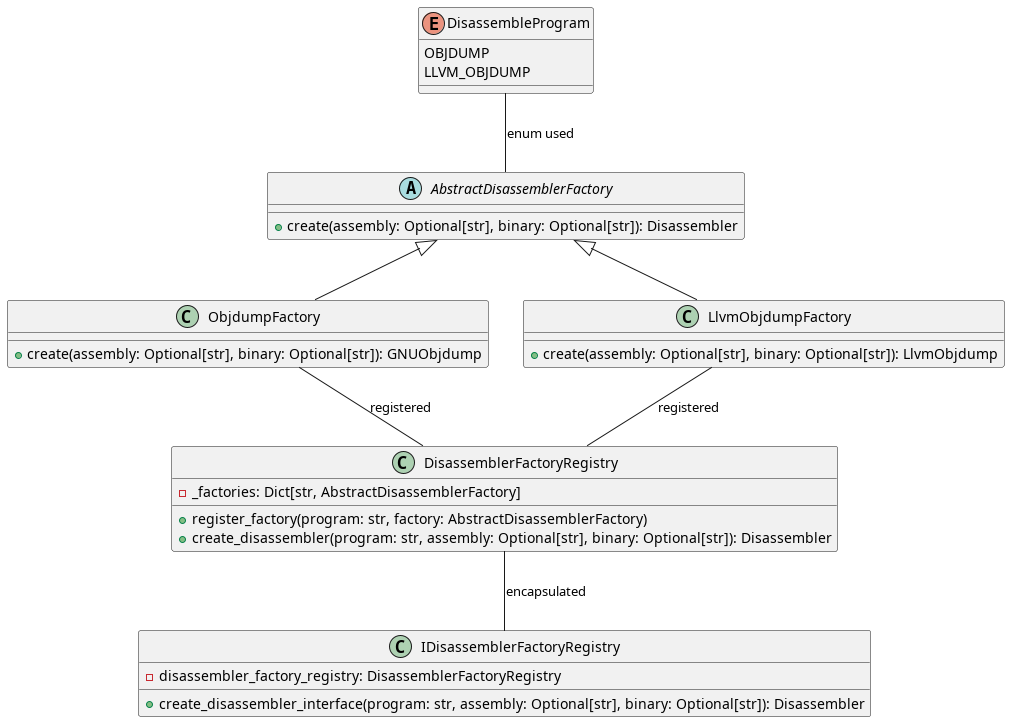 E DisassembleProgram
OBJDUMP
LLVM_OBJDUMP
enum used
A AbstractDisassemblerFactory
create(assembly: Optional[str], binary: Optional[str]): Disassembler
C ObjdumpFactory
create(assembly: Optional[str], binary: Optional[str]): GNUObjdump
C LlvmObjdumpFactory
create(assembly: Optional[str], binary: Optional[str]): LlvmObjdump
registered
registered
C DisassemblerFactoryRegistry
_factories: Dict[str, AbstractDisassemblerFactory]
register_factory(program: str, factory: AbstractDisassemblerFactory)
create_disassembler(program: str, assembly: Optional[str], binary: Optional[str]): Disassembler
encapsulated
C IDisassemblerFactoryRegistry
disassembler_factory_registry: DisassemblerFactoryRegistry
create_disassembler_interface(program: str, assembly: Optional[str], binary: Optional[str]): Disassembler